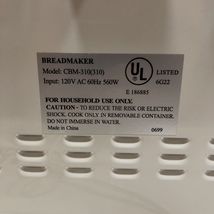 BREADMAKER
Model: CBM-310(310)
Input: 120V AC 60Hz 560W
UL
LISTED
6G22
E 186885
FOR HOUSEHOLD USE ONLY.
CAUTION: TO REDUCE THE RISK OR ELECTRIC
SHOCK. COOK ONLY IN REMOVABLE CONTAINER.
DO NOT IMMERSE IN WATER.
Made in China
0699